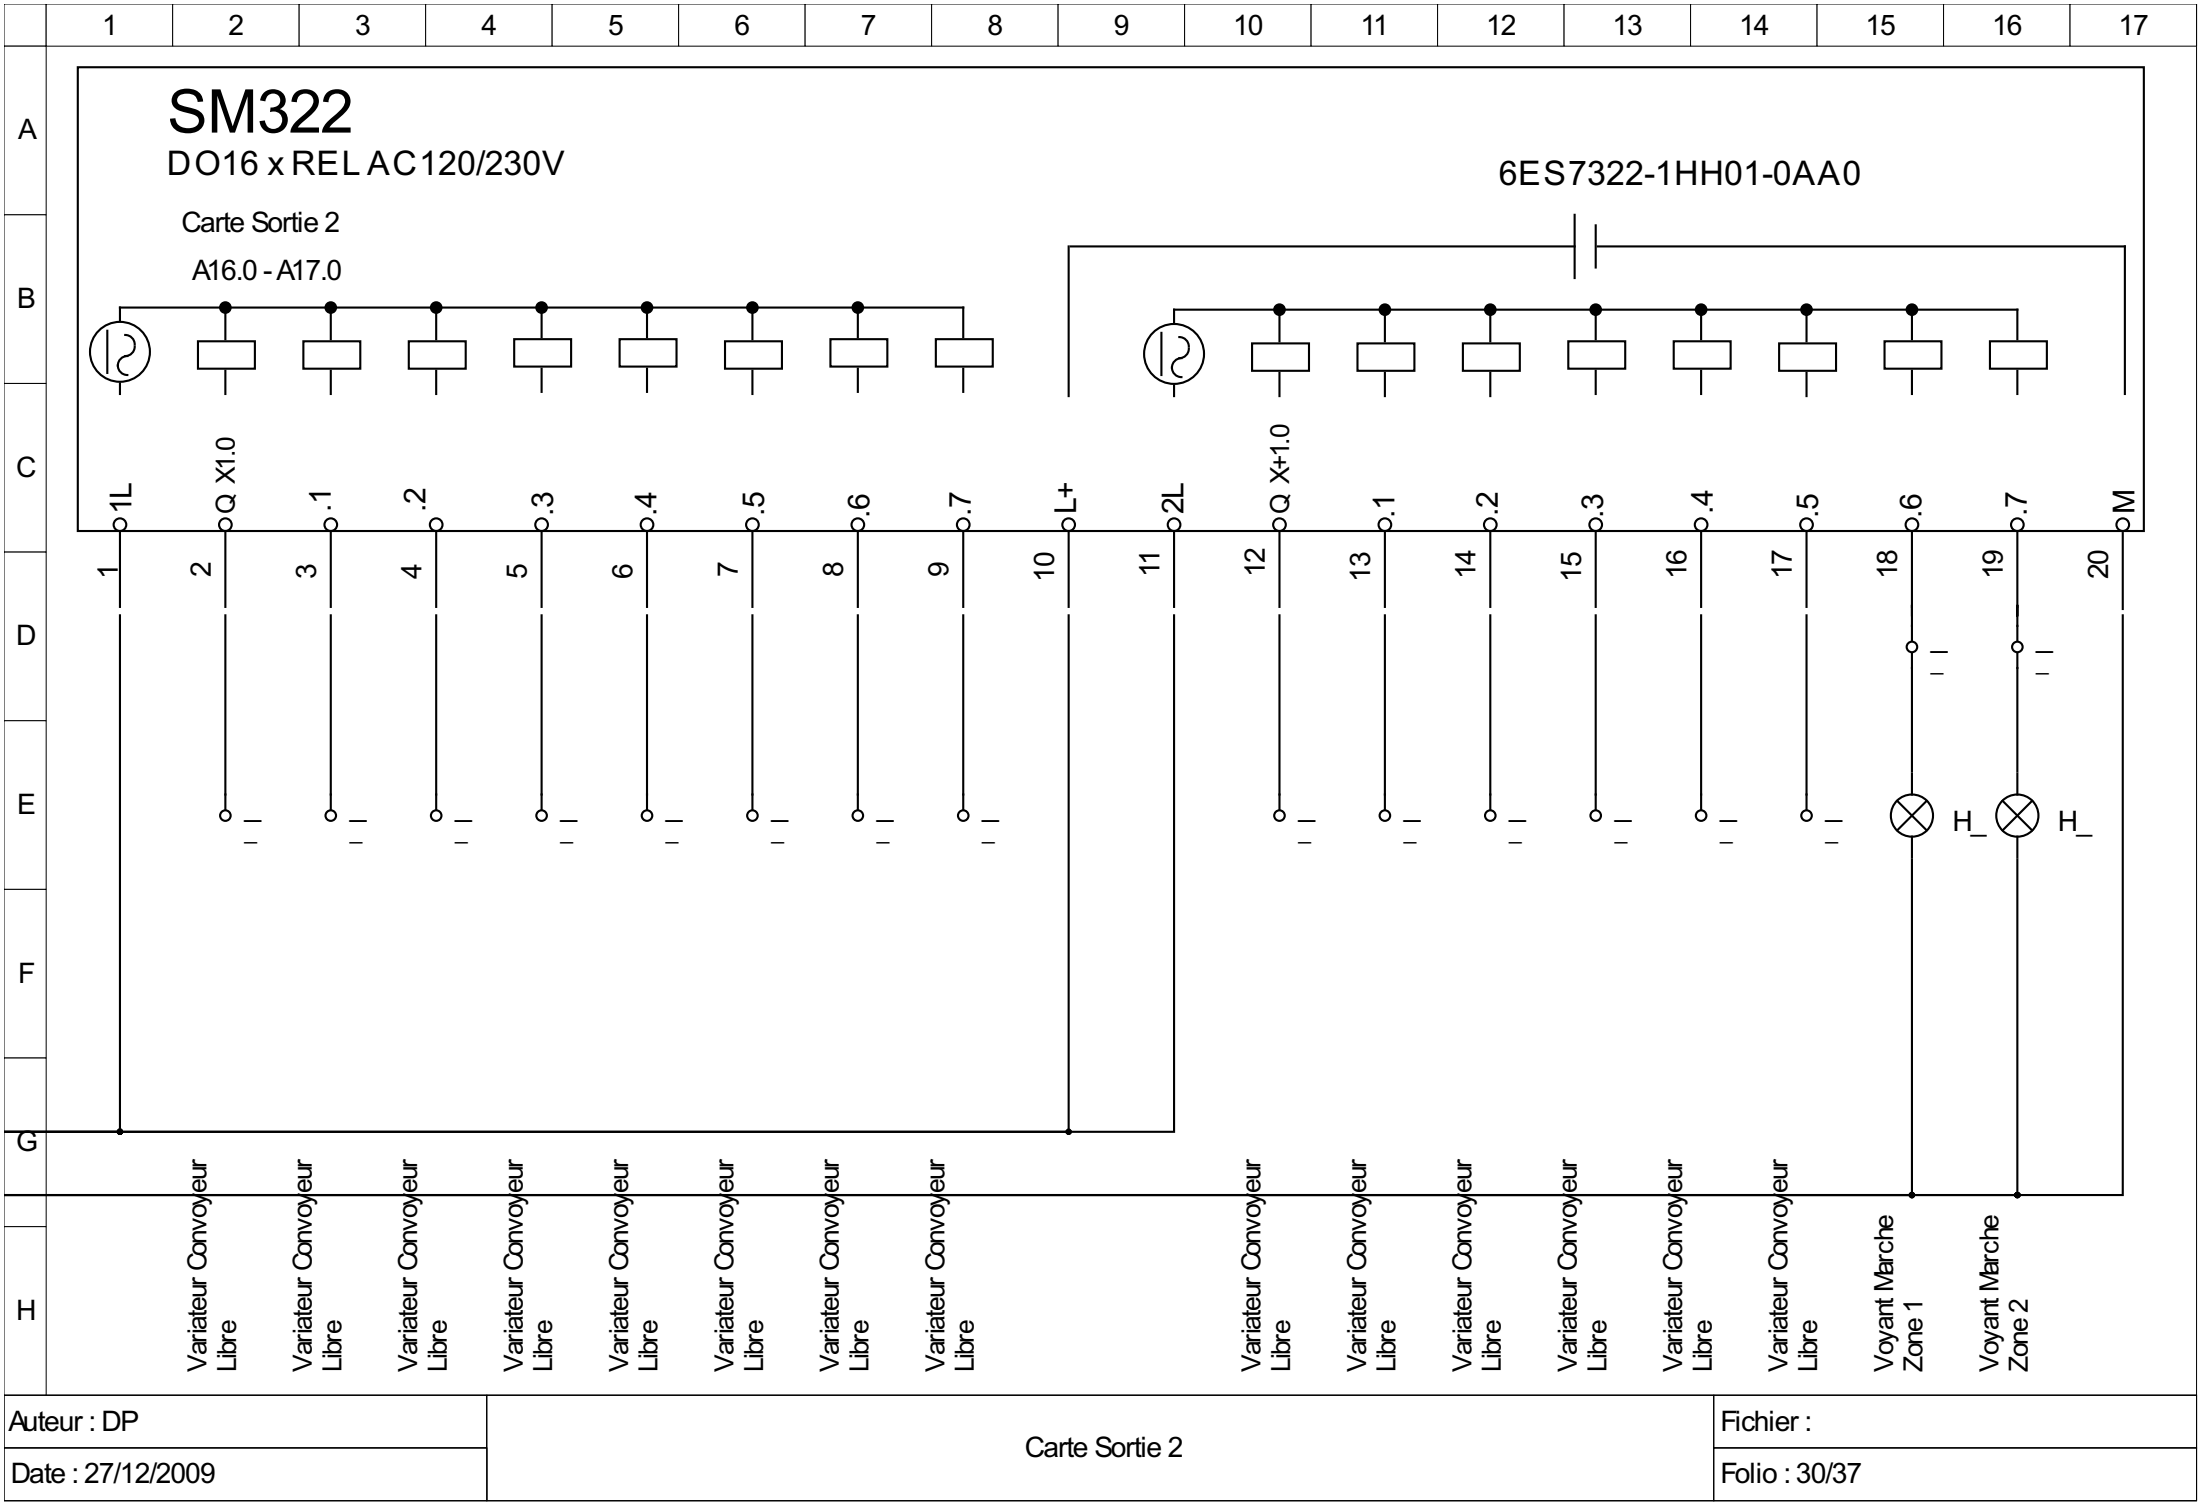 1 2 3 4 5 6 7 8 9 10 11 12 13 14 15 16 17
A
SM322
DO16 x REL AC120/230V
6ES7322-1HH01-0AA0
Carte Sortie 2
A16.0 - A17.0
B
C
1L Q X1.0 .1 .2 .3 .4 .5 .6 .7 L+ 2L Q X+1.0 .1 .2 .3 .4 .5 .6 .7 M
1 2 3 4 5 6 7 8 9 10 11 12 13 14 15 16 17 18 19 20
D
_ _
_ _
E
H_ H_
_ _ _ _ _ _ _ _ _ _ _ _ _ _
_ _ _ _ _ _ _ _ _ _ _ _ _ _
F
G
H
Variateur Convoyeur
Libre
Variateur Convoyeur
Libre
Variateur Convoyeur
Libre
Variateur Convoyeur
Libre
Variateur Convoyeur
Libre
Variateur Convoyeur
Libre
Variateur Convoyeur
Libre
Variateur Convoyeur
Libre
Variateur Convoyeur
Libre
Variateur Convoyeur
Libre
Variateur Convoyeur
Libre
Variateur Convoyeur
Libre
Variateur Convoyeur
Libre
Variateur Convoyeur
Libre
Voyant Marche
Zone 1
Voyant Marche
Zone 2
Auteur : DP
Date : 27/12/2009
Carte Sortie 2
Fichier :
Folio : 30/37